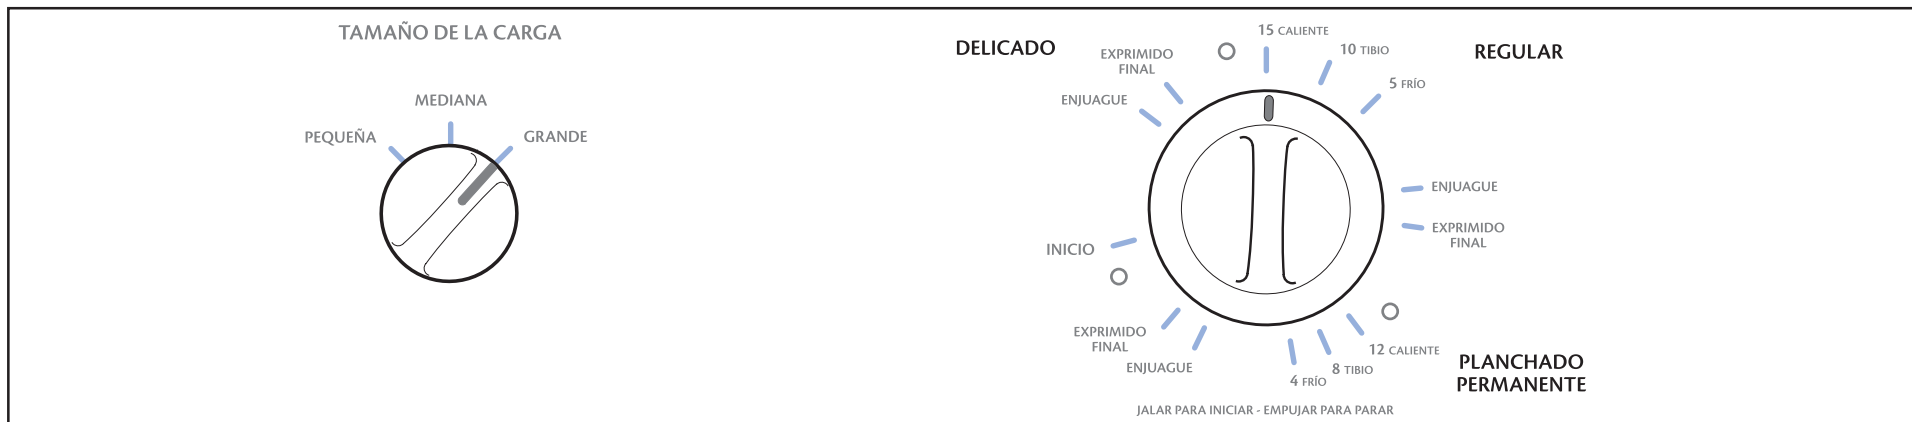 TAMAÑO DE LA CARGA
MEDIANA
PEQUEÑA
GRANDE
DELICADO
REGULAR
PLANCHADO
PERMANENTE
15 CALIENTE
10 TIBIO
5 FRÍO
ENJUAGUE
EXPRIMIDO
FINAL
12 CALIENTE
8 TIBIO
4 FRÍO
ENJUAGUE
EXPRIMIDO
FINAL
INICIO
ENJUAGUE
EXPRIMIDO
FINAL
JALAR PARA INICIAR - EMPUJAR PARA PARAR